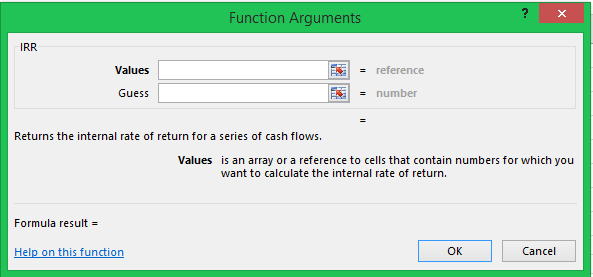 Function Arguments ? ×
IRR
Values = reference
Guess = number
=
Returns the internal rate of return for a series of cash flows.
Values is an array or a reference to cells that contain numbers for which you
want to calculate the internal rate of return.
Formula result =
Help on this function OK Cancel